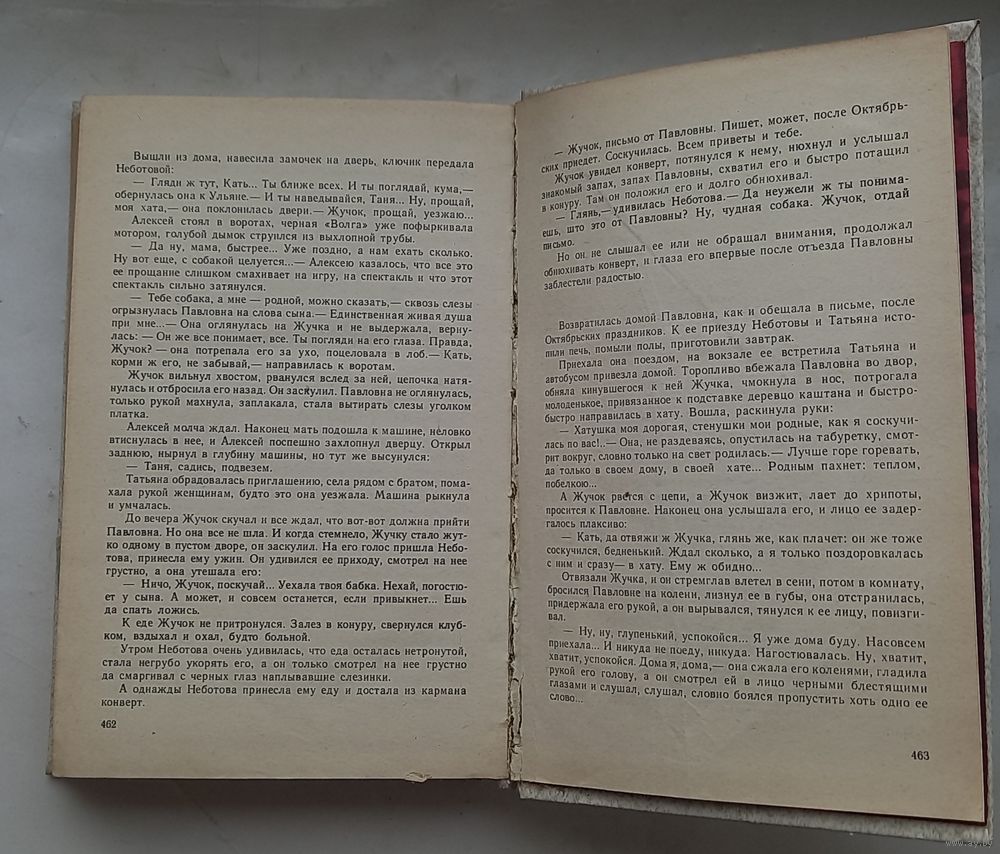 Вышли из дома, навесила замочек на дверь, ключик передала
Неботовой:
— Гляди ж тут, Кать... Ты ближе всех. И ты поглядай, кума,—
обернулась она к Ульяне.— И ты наведывайся, Таня... Ну, прощай,
моя хата,— она поклонилась двери.— Жучок, прощай, уезжаю...
Алексей стоял в воротах, черная «Волга» уже пофыркивала
мотором, голубой дымок струился из выхлопной трубы.
— Да ну, мама, быстрее... Уже поздно, а нам ехать сколько.
Ну вот еще, с собакой целуется...— Алексею казалось, что все это
ее прощание слишком смахивает на игру, на спектакль и что этот
спектакль сильно затянулся.
— Тебе собака, а мне — родной, можно сказать,— сквозь слезы
огрызнулась Павловна на слова сына.— Единственная живая душа
при мне...— Она оглянулась на Жучка и не выдержала, верну-
лась: — Он же все понимает, все. Ты погляди на его глаза. Правда,
Жучок? — она потрепала его за ухо, поцеловала в лоб.— Кать,
корми ж его, не забывай,— направилась к воротам.
Жучок вильнул хвостом, рванулся вслед за ней, цепочка натя-
нулась и отбросила его назад. Он заскулил. Павловна не оглянулась,
только рукой махнула, заплакала, стала вытирать слезы уголком
платка.
Алексей молча ждал. Наконец мать подошла к машине, неловко
втиснулась в нее, и Алексей поспешно захлопнул дверцу. Открыл
заднюю, нырнул в глубину машины, но тут же высунулся:
— Таня, садись, подвезем.
Татьяна обрадовалась приглашению, села рядом с братом, пома-
хала рукой женщинам, будто это она уезжала. Машина рыкнула
и умчалась.
До вечера Жучок скучал и все ждал, что вот-вот должна прийти
Павловна. Но она все не шла. И когда стемнело, Жучку стало жут-
ко одному в пустом дворе, он заскулил. На его голос пришла Небо-
това, принесла ему ужин. Он удивился ее приходу, смотрел на нее
грустно, а она утешала его:
— Ничо, Жучок, поскучай... Уехала твоя бабка. Нехай, погостю-
ет у сына. А может, и совсем останется, если привыкнет... Ешь
да спать ложись.
К еде Жучок не притронулся. Залез в конуру, свернулся клуб-
ком, вздыхал и охал, будто больной.
Утром Неботова очень удивилась, что еда осталась нетронутой,
стала негрубо укорять его, а он только смотрел на нее грустно
да смаргивал с черных глаз наплывавшие слезинки.
А однажды Неботова принесла ему еду и достала из кармана
конверт.
462
— Жучок, письмо от Павловны. Пишет, может, после Октябрь-
ских приедет. Соскучилась. Всем приветы и тебе.
Жучок увидел конверт, потянулся к нему, нюхнул и услышал
знакомый запах, запах Павловны, схватил его и быстро потащил
в конуру. Там он положил его и долго обнюхивал.
— Глянь,— удивилась Неботова.— Да неужели ж ты понима-
ешь, што это от Павловны? Ну, чудная собака. Жучок, отдай
письмо.
Но он не слышал ее или не обращал внимания, продолжал
обнюхивать конверт, и глаза его впервые после отъезда Павловны
заблестели радостью.
Возвратилась домой Павловна, как и обещала в письме, после
Октябрьских праздников. К ее приезду Неботовы и Татьяна исто-
пили печь, помыли полы, приготовили завтрак.
Приехала она поездом, на вокзале ее встретила Татьяна и
автобусом привезла домой. Торопливо вбежала Павловна во двор,
обняла кинувшегося к ней Жучка, чмокнула в нос, потрогала
молоденькое, привязанное к подставке деревцо каштана и быстро-
быстро направилась в хату. Вошла, раскинула руки:
— Хатушка моя дорогая, стенушки мои родные, как я соскучи-
лась по вас!..— Она, не раздеваясь, опустилась на табуретку, смот-
рит вокруг, словно только на свет родилась.— Лучше горе горевать,
да только в своем дому, в своей хате... Родным пахнет: теплом,
побелкою...
А Жучок рвется с цепи, а Жучок визжит, лает до хрипоты,
просится к Павловне. Наконец она услышала его, и лицо ее задер-
галось плаксиво:
— Кать, да отвяжи ж Жучка, глянь же, как плачет: он же тоже
соскучился, бедненький. Ждал сколько, а я только поздоровкалась
с ним и сразу— в хату. Ему ж обидно...
Отвязали Жучка, и он стремглав влетел в сени, потом в комнату,
бросился Павловне на колени, лизнул ее в губы, она отстранилась,
придержала его рукой, а он вырывался, тянулся к ее лицу, повизги-
вал.
— Ну, ну, глупенький, успокойся... Я уже дома буду. Насовсем
приехала... И никуда не поеду, никуда. Нагостювалась. Ну, хватит,
хватит, успокойся. Дома я, дома,— она сжала его коленями, гладила
рукой его голову, а он смотрел ей в лицо черными блестящими
глазами и слушал, слушал, словно боялся пропустить хоть одно ее
слово...
463
www.ay.by